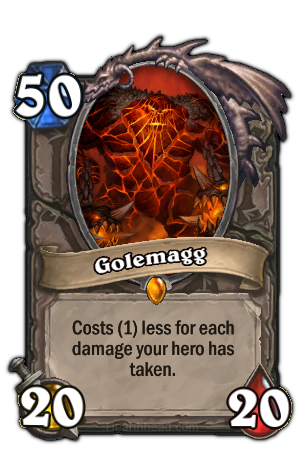 50
Golemagg
Costs (1) less for each
damage your hero has
taken.
20
20